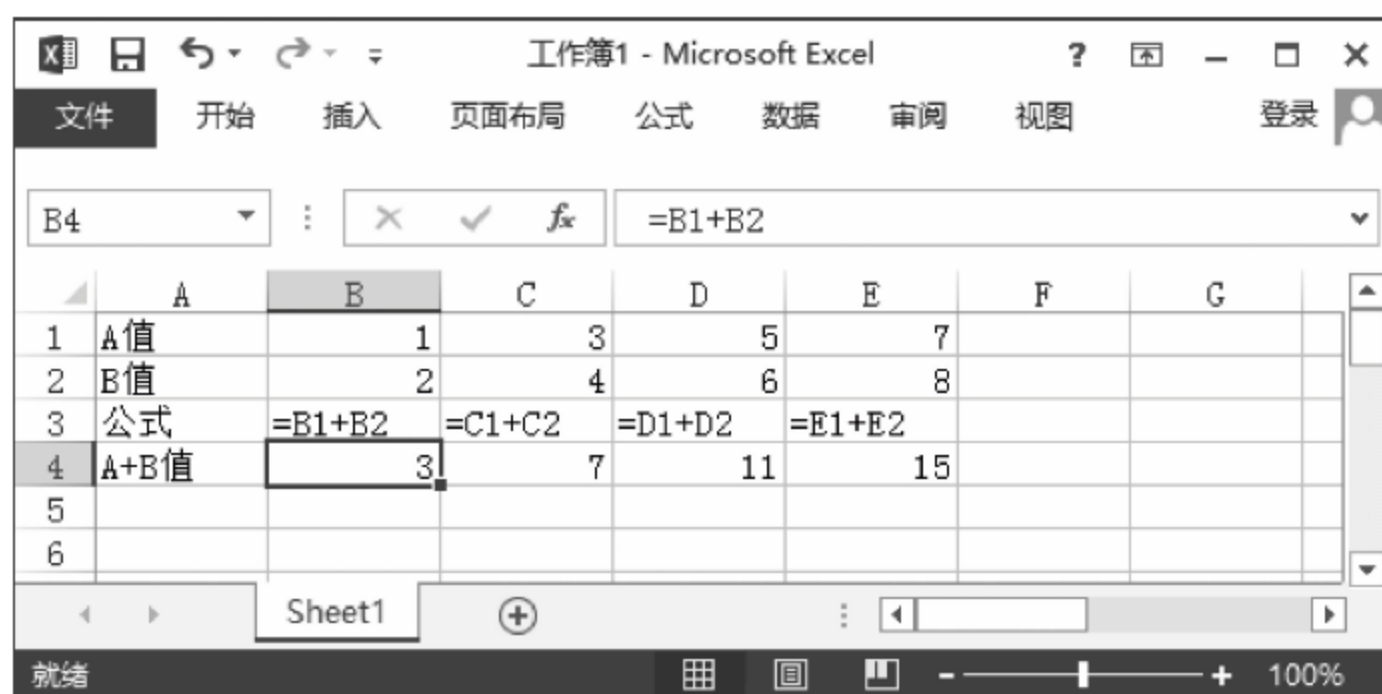 工作簿1 - Microsoft Excel ?
文件 开始 插入 页面布局 公式 数据 审阅 视图 登录
B4 fx =B1+B2
A B C D E F G
1 A值 1 3 5 7
2 B值 2 4 6 8
3 公式 =B1+B2 =C1+C2 =D1+D2 =E1+E2
4 A+B值 3 7 11 15
5
6
Sheet1
就绪 100%